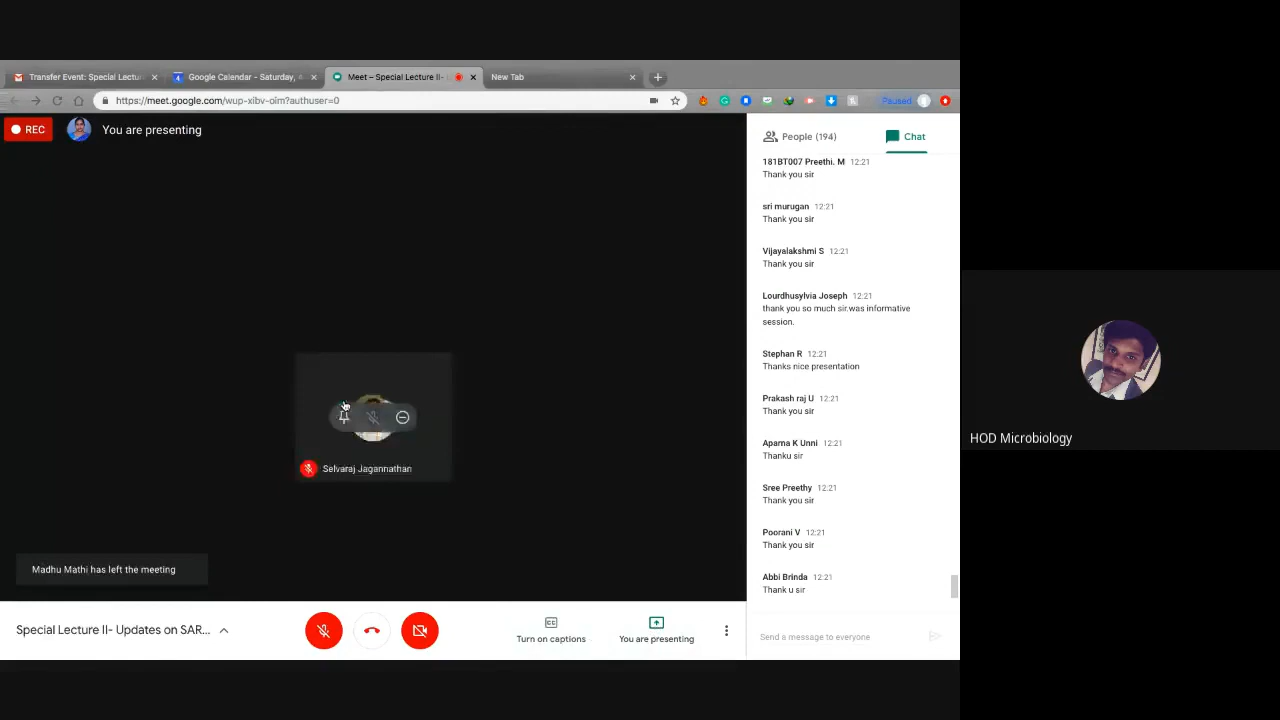 Transfer Event: Special Lectu
Google Calendar - Saturday, 4
Meet – Special Lecture II-
New Tab
https://meet.google.com/wup-xibv-oim?authuser=0
Paused
REC
You are presenting
People (194)
Chat
181BT007 Preethi. M 12:21
Thank you sir
sri murugan 12:21
Thank you sir
Vijayalakshmi S 12:21
Thank you sir
Lourdhusylvia Joseph 12:21
thank you so much sir.was informative
session.
Stephan R 12:21
Thanks nice presentation
Prakash raj U 12:21
Thank you sir
Aparna K Unni 12:21
Thanku sir
Sree Preethy 12:21
Thank you sir
Poorani V 12:21
Thank you sir
Abbi Brinda 12:21
Thank u sir
Selvaraj Jagannathan
HOD Microbiology
Madhu Mathi has left the meeting
Special Lecture II- Updates on SAR...
Turn on captions
You are presenting
Send a message to everyone